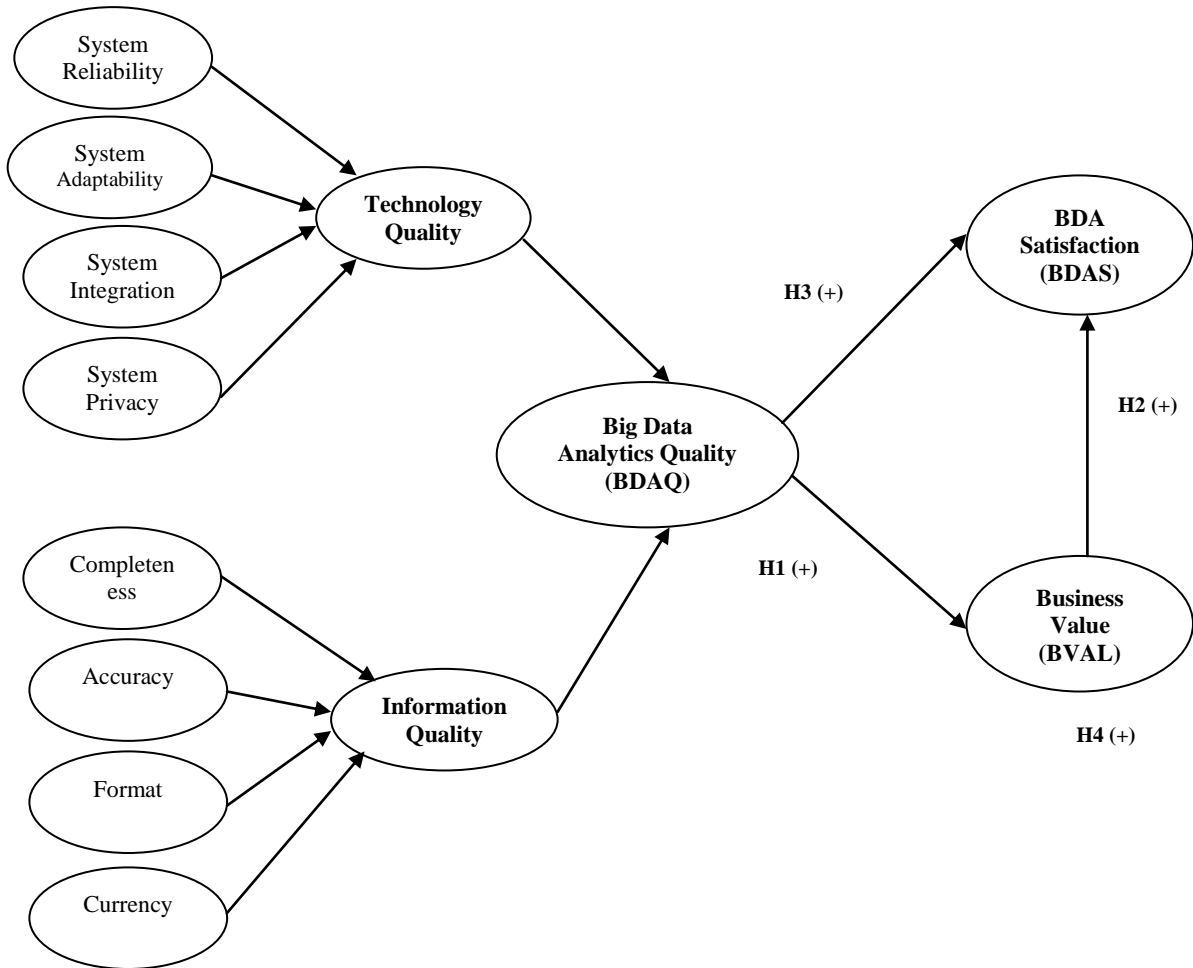 System
Reliability
System
Adaptability
System
Integration
System
Privacy
Technology
Quality
Completen
ess
Accuracy
Format
Currency
Information
Quality
Big Data
Analytics Quality
(BDAQ)
H3 (+)
H1 (+)
BDA
Satisfaction
(BDAS)
H2 (+)
Business
Value
(BVAL)
H4 (+)